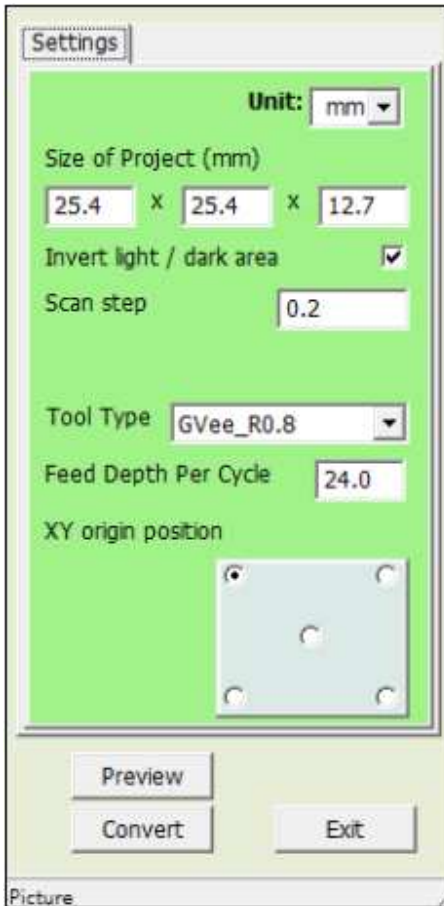 Settings
Unit: mm
Size of Project (mm)
25.4 x 25.4 x 12.7
Invert light / dark area
Scan step 0.2
Tool Type GVee_R0.8
Feed Depth Per Cycle 24.0
XY origin position
Preview
Convert Exit
Picture